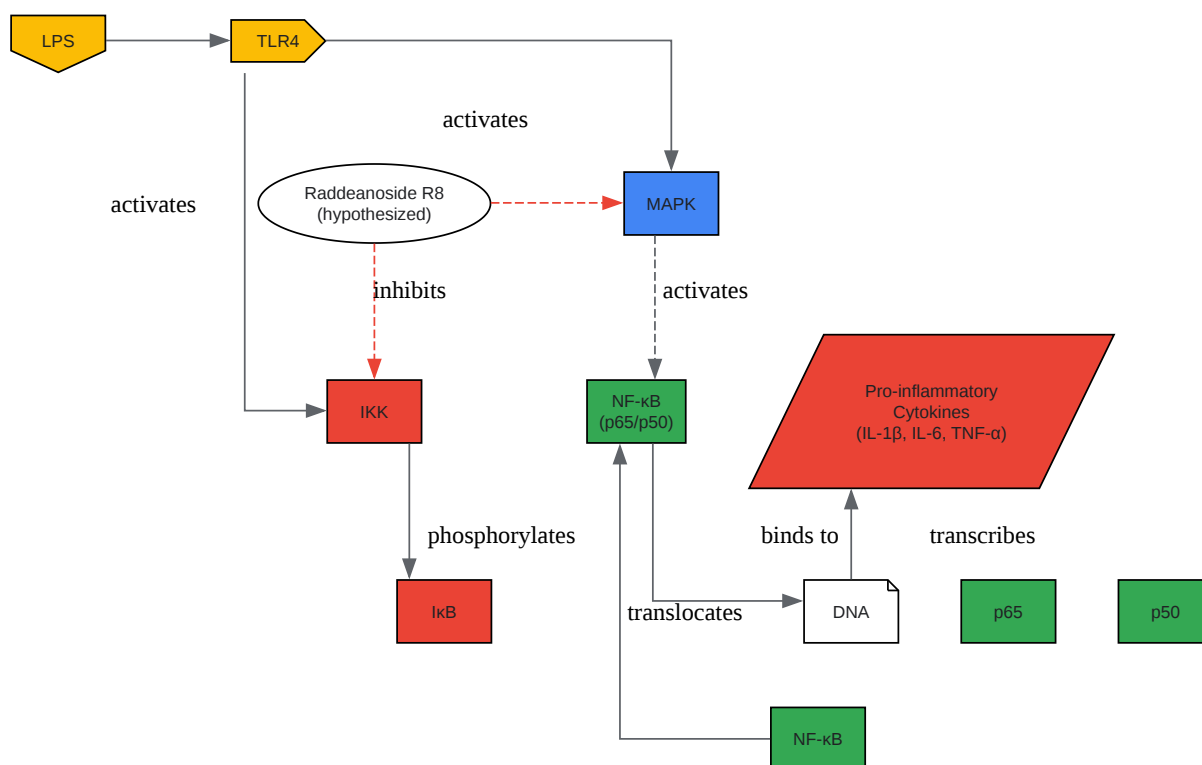 LPS
TLR4
activates
activates
Raddeanoside R8
(hypothesized)
MAPK
inhibits
activates
IKK
NF-κB
(p65/p50)
Pro-inflammatory
Cytokines
(IL-1β, IL-6, TNF-α)
phosphorylates
binds to
transcribes
IκB
translocates
DNA
p65
p50
NF-κB